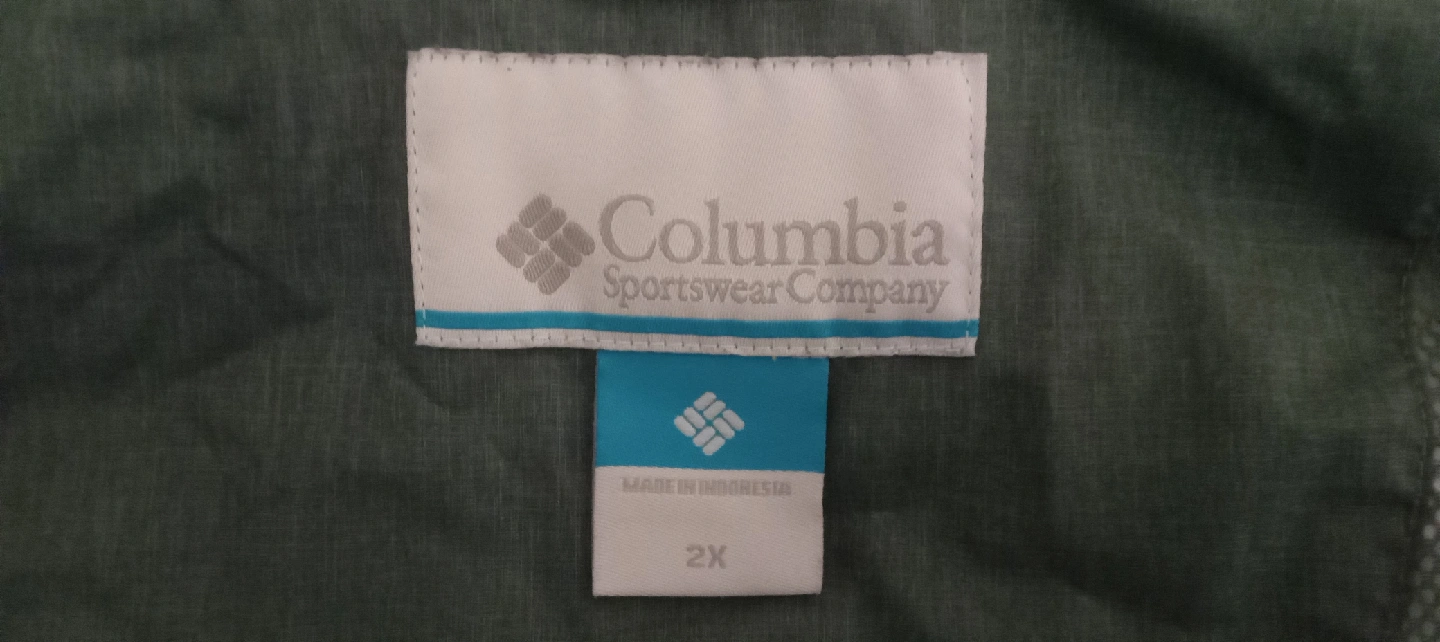 Columbia
Sportswear Company
MADE IN INDONESIA
2X